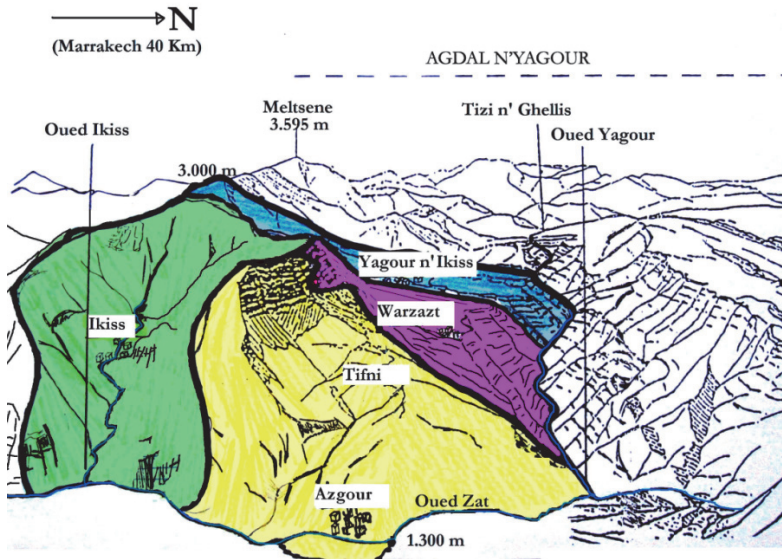 N
(Marrakech 40 Km)
AGDAL N'YAGOUR
Meltsene
3.595 m
Tizi n' Ghellis
Oued Ikiss
Oued Yagour
3.000 m
Yagour n'Ikiss
Warzazt
Ikiss
Tifni
Azgour
Oued Zat
1.300 m